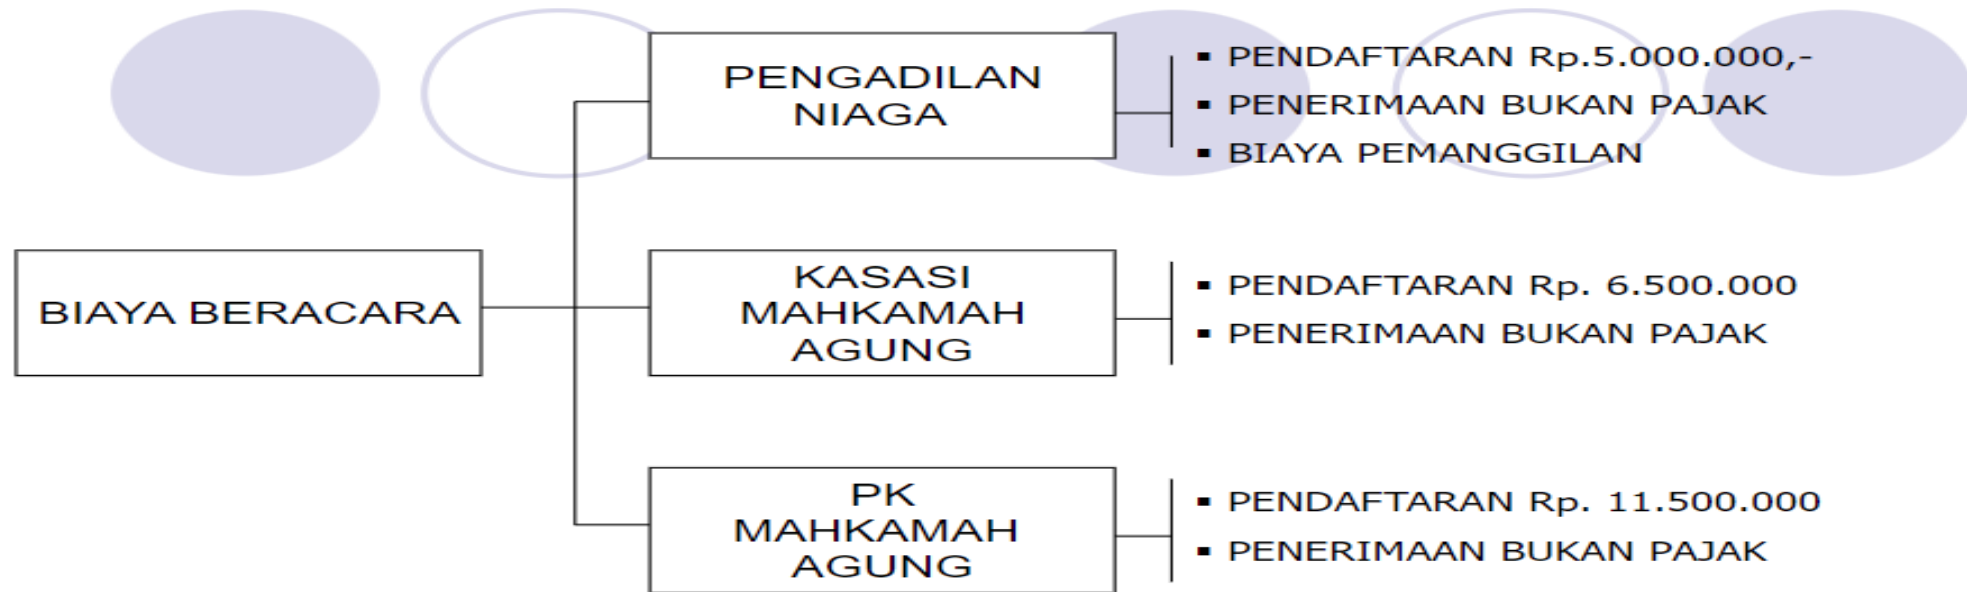 BIAYA BERACARA
PENGADILAN
NIAGA
▪ PENDAFTARAN Rp.5.000.000,-
▪ PENERIMAAN BUKAN PAJAK
▪ BIAYA PEMANGGILAN
KASASI
MAHKAMAH
AGUNG
▪ PENDAFTARAN Rp. 6.500.000
▪ PENERIMAAN BUKAN PAJAK
PK
MAHKAMAH
AGUNG
▪ PENDAFTARAN Rp. 11.500.000
▪ PENERIMAAN BUKAN PAJAK